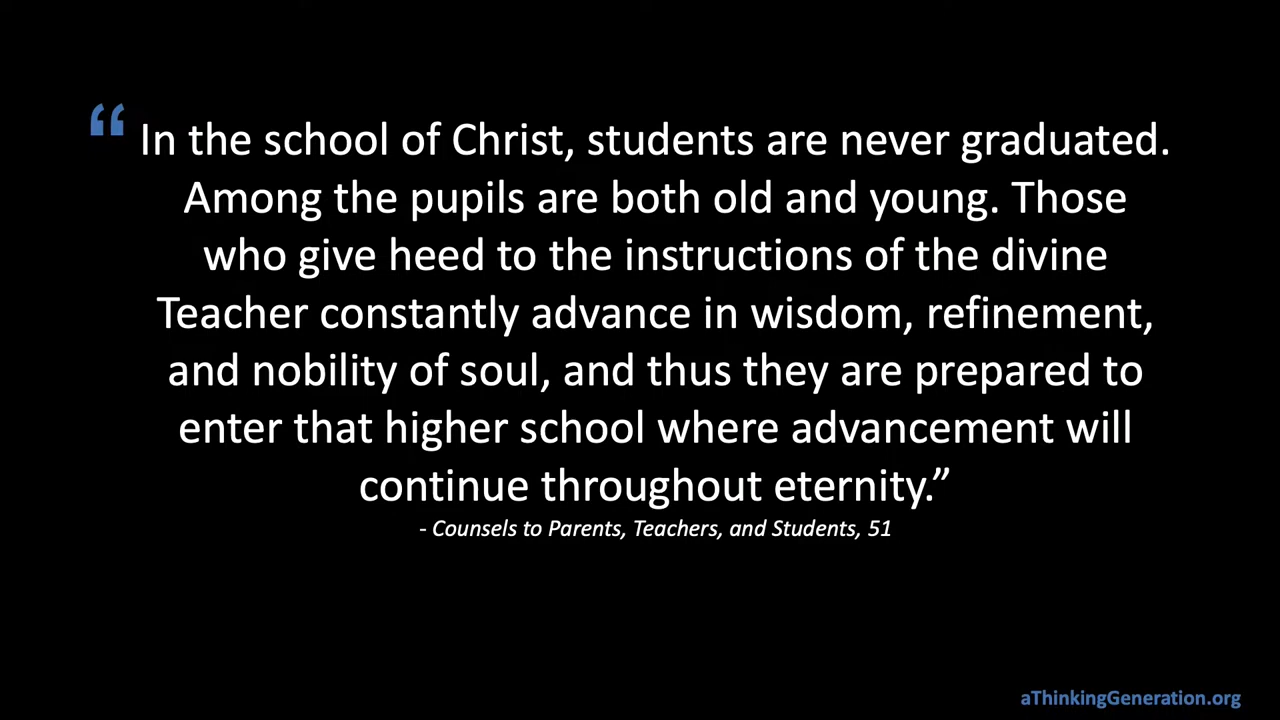 “ In the school of Christ, students are never graduated.
Among the pupils are both old and young. Those
who give heed to the instructions of the divine
Teacher constantly advance in wisdom, refinement,
and nobility of soul, and thus they are prepared to
enter that higher school where advancement will
continue throughout eternity.”
- Counsels to Parents, Teachers, and Students, 51
aThinkingGeneration.org